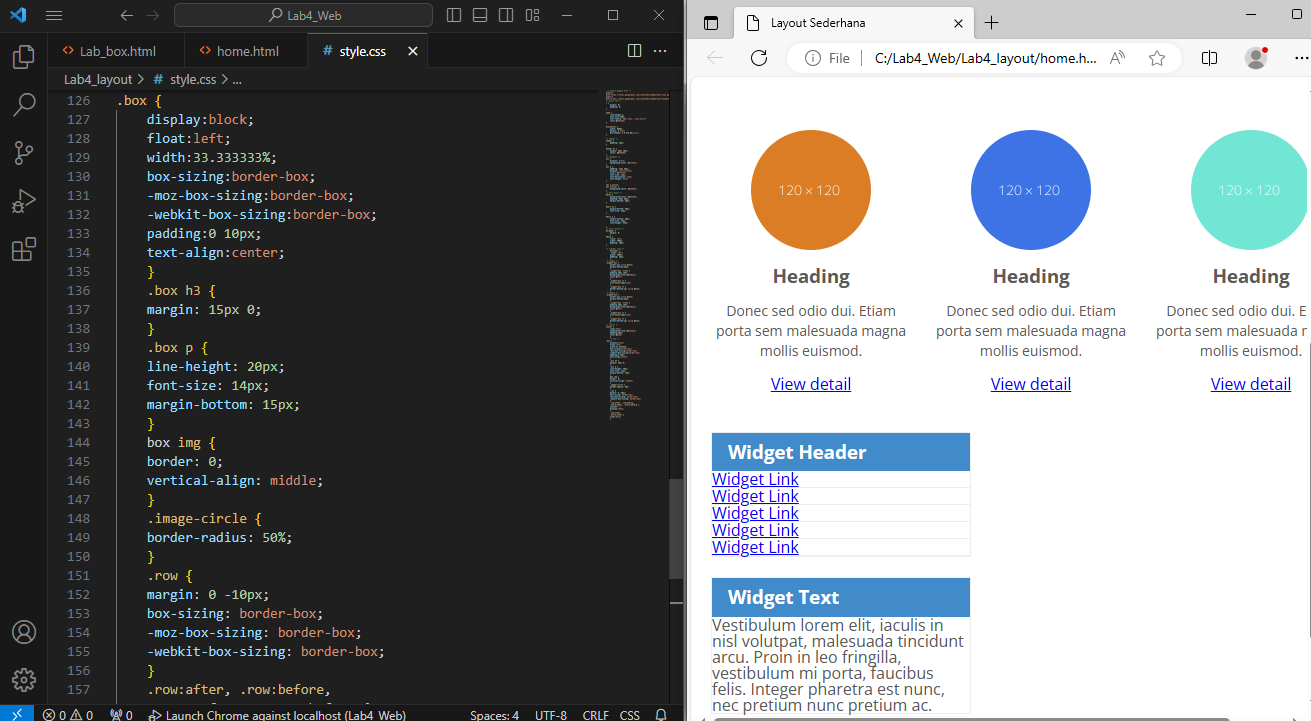 Lab4_Web
Lab_box.html
home.html
# style.css
Lab4_layout > # style.css > ...
126 .box {
127 display:block;
128 float:left;
129 width:33.333333%;
130 box-sizing:border-box;
131 -moz-box-sizing:border-box;
132 -webkit-box-sizing:border-box;
133 padding:0 10px;
134 text-align:center;
135 }
136 .box h3 {
137 margin: 15px 0;
138 }
139 .box p {
140 line-height: 20px;
141 font-size: 14px;
142 margin-bottom: 15px;
143 }
144 box img {
145 border: 0;
146 vertical-align: middle;
147 }
148 .image-circle {
149 border-radius: 50%;
150 }
151 .row {
152 margin: 0 -10px;
153 box-sizing: border-box;
154 -moz-box-sizing: border-box;
155 -webkit-box-sizing: border-box;
156 }
157 .row:after, .row:before,
0 0 0 Launch Chrome against localhost (Lab4_Web) Spaces: 4 UTF-8 CRLF CSS
Layout Sederhana
File C:/Lab4_Web/Lab4_layout/home.h...
120 × 120 120 × 120 120 × 120
Heading Heading Heading
Donec sed odio dui. Etiam Donec sed odio dui. E
porta sem malesuada magna
mollis euismod.
Donec sed odio dui. Etiam
porta sem malesuada magna porta sem malesuada r
mollis euismod. mollis euismod.
View detail View detail View detail
Widget Header
Widget Link
Widget Link
Widget Link
Widget Link
Widget Link
Widget Text
Vestibulum lorem elit, iaculis in
nisl volutpat, malesuada tincidunt
arcu. Proin in leo fringilla,
vestibulum mi porta, faucibus
felis. Integer pharetra est nunc,
nec pretium nunc pretium ac.